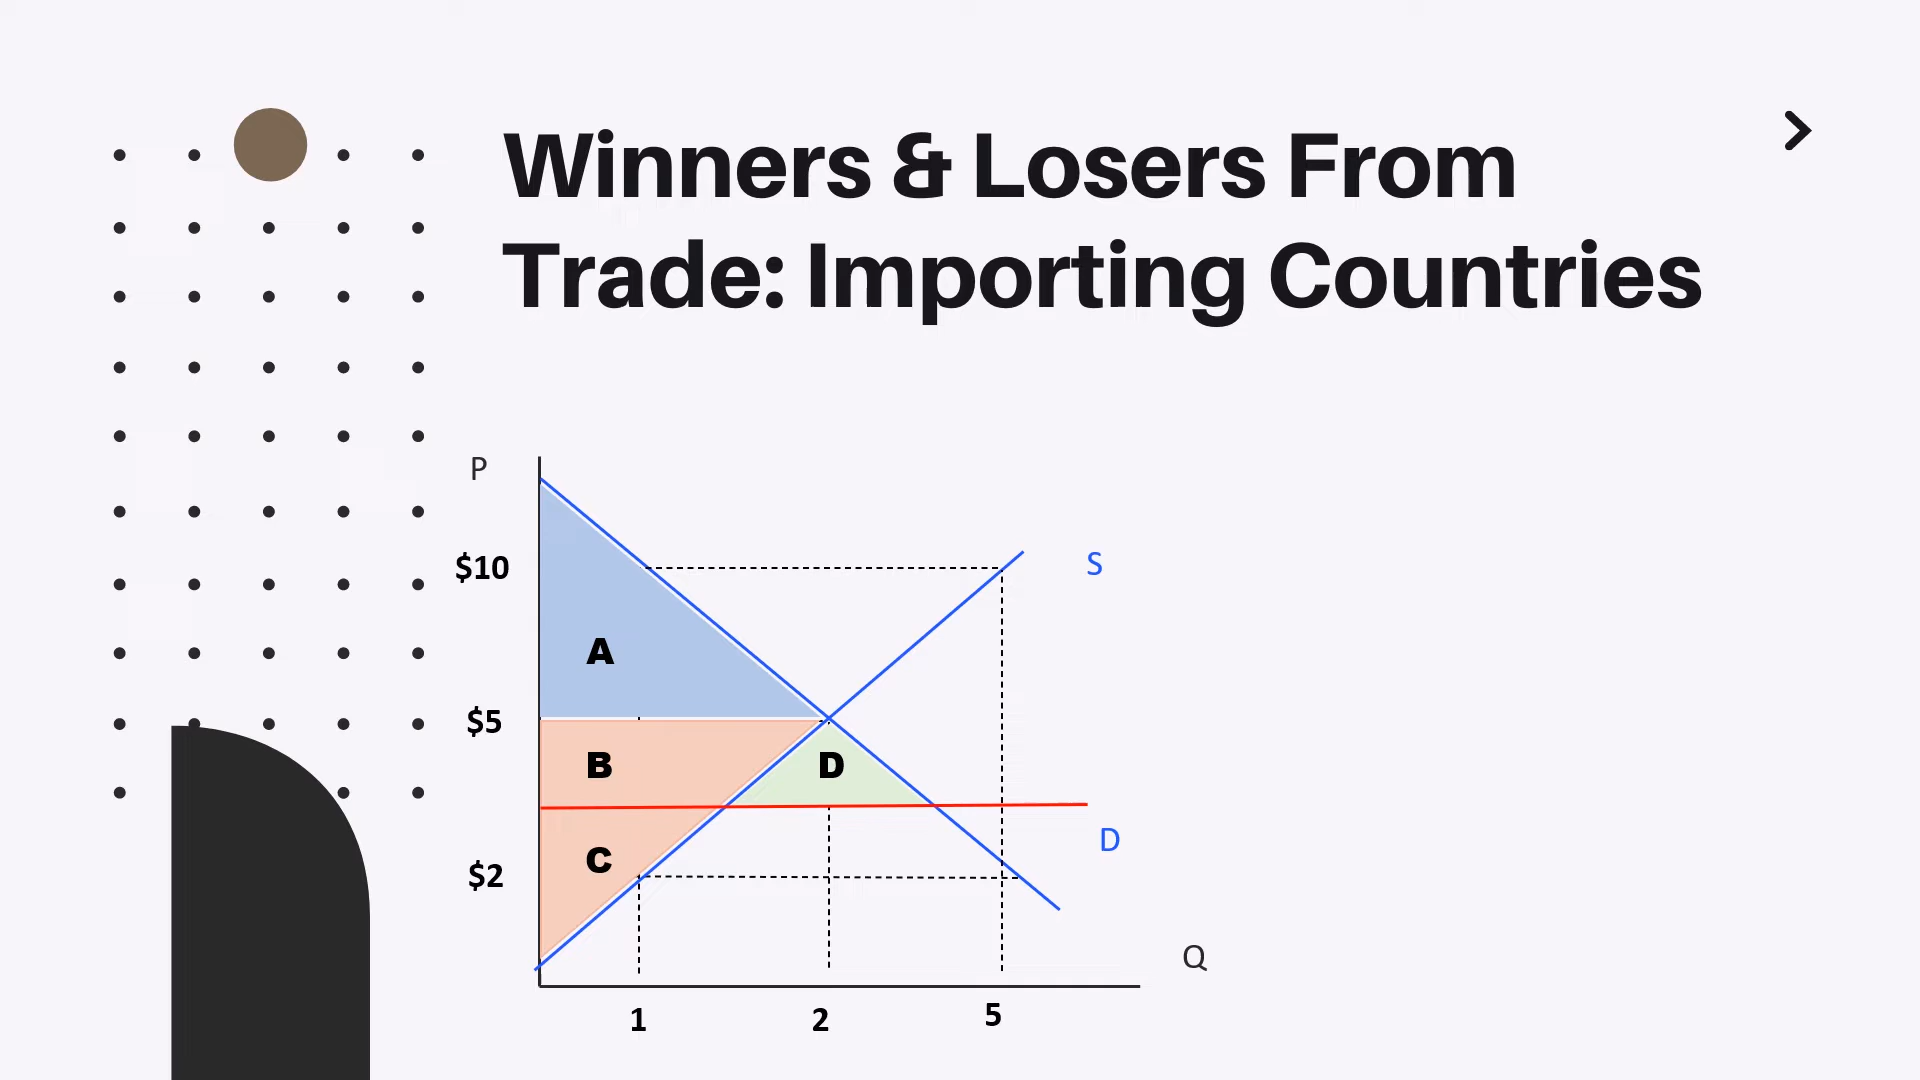 Winners & Losers From
Trade: Importing Countries
P
$10
S
A
$5
B
D
D
C
$2
Q
1
2
5